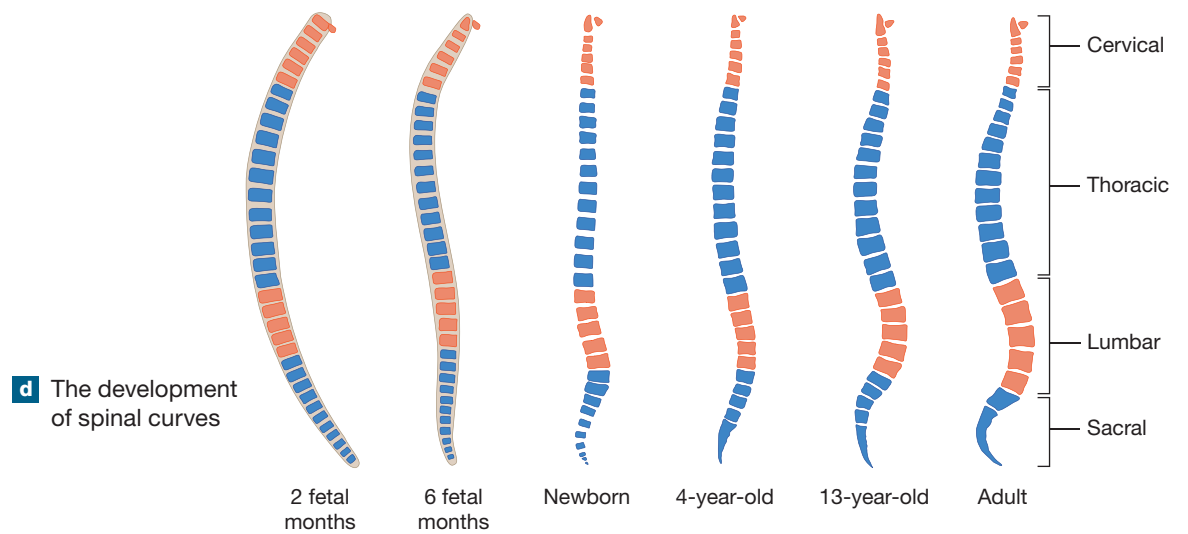 Cervical
Thoracic
Lumbar
Sacral
d The development
of spinal curves
2 fetal
months
6 fetal
months
Newborn
4-year-old
13-year-old
Adult